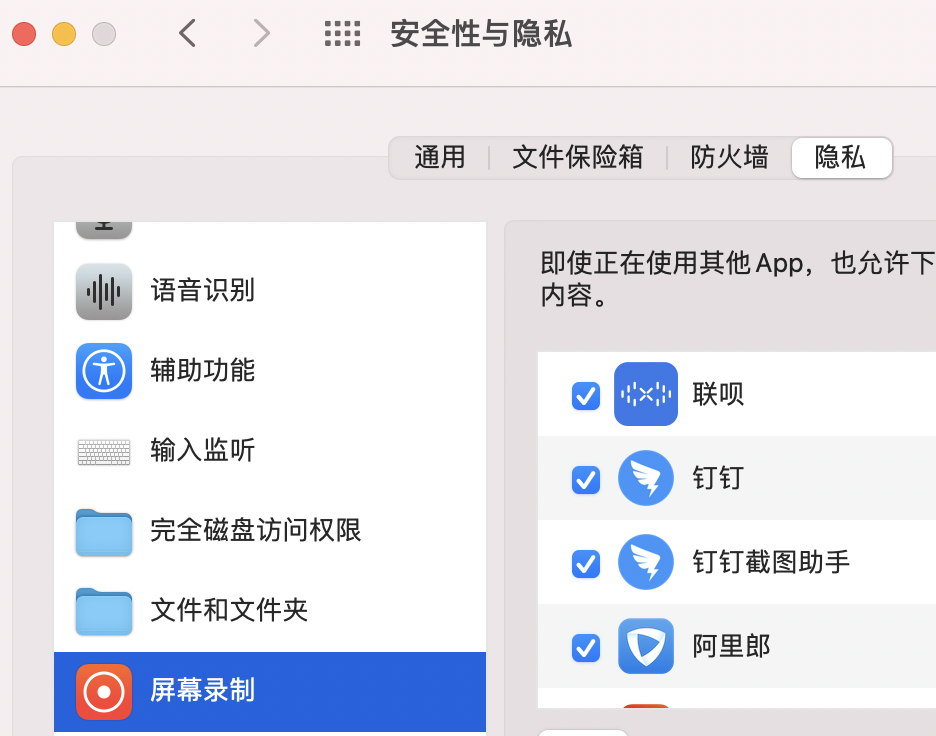 安全性与隐私
通用
文件保险箱
防火墙
隐私
语音识别
辅助功能
输入监听
完全磁盘访问权限
文件和文件夹
屏幕录制
即使正在使用其他 App，也允许下
内容。
联呗
钉钉
钉钉截图助手
阿里郎